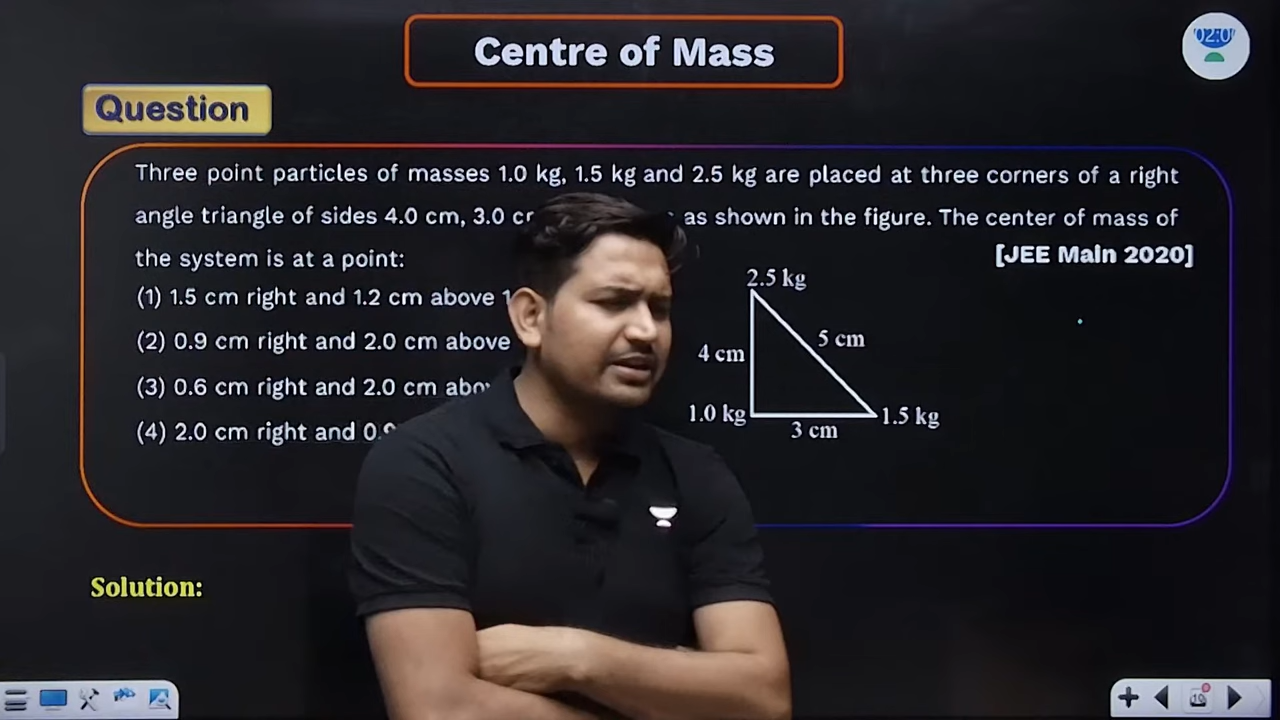 Centre of Mass
Question
Three point particles of masses 1.0 kg, 1.5 kg and 2.5 kg are placed at three corners of a right
angle triangle of sides 4.0 cm, 3.0 as shown in the figure. The center of mass of
the system is at a point:
[JEE Main 2020]
(1) 1.5 cm right and 1.2 cm above
(2) 0.9 cm right and 2.0 cm above
(3) 0.6 cm right and 2.0 cm
(4) 2.0 cm right and
2.5 kg
4 cm
5 cm
1.0 kg
1.5 kg
3 cm
Solution: